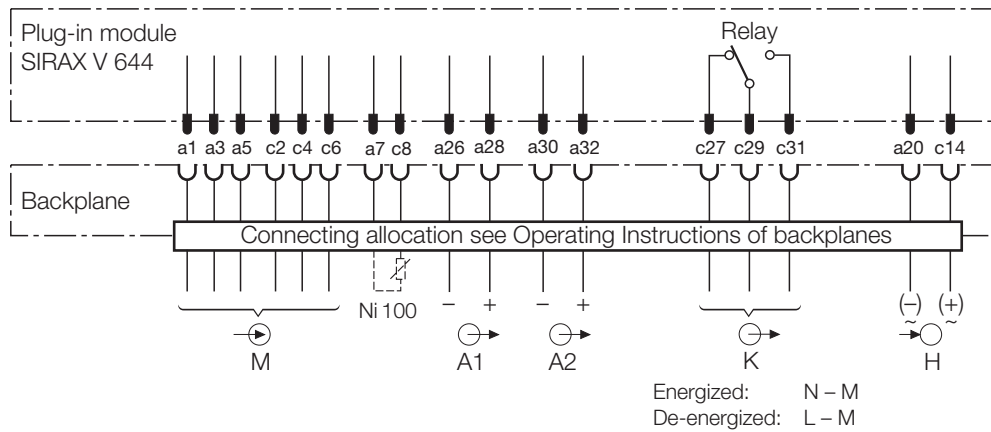 Plug-in module
SIRAX V 644
Relay
a1 a3 a5 c2 c4 c6 a7 c8 a26 a28 a30 a32 c27 c29 c31 a20 c14
Backplane
Connecting allocation see Operating Instructions of backplanes
Ni 100 – + – + (–) (+)
~ ~
M A1 A2 K H
Energized: N – M
De-energized: L – M